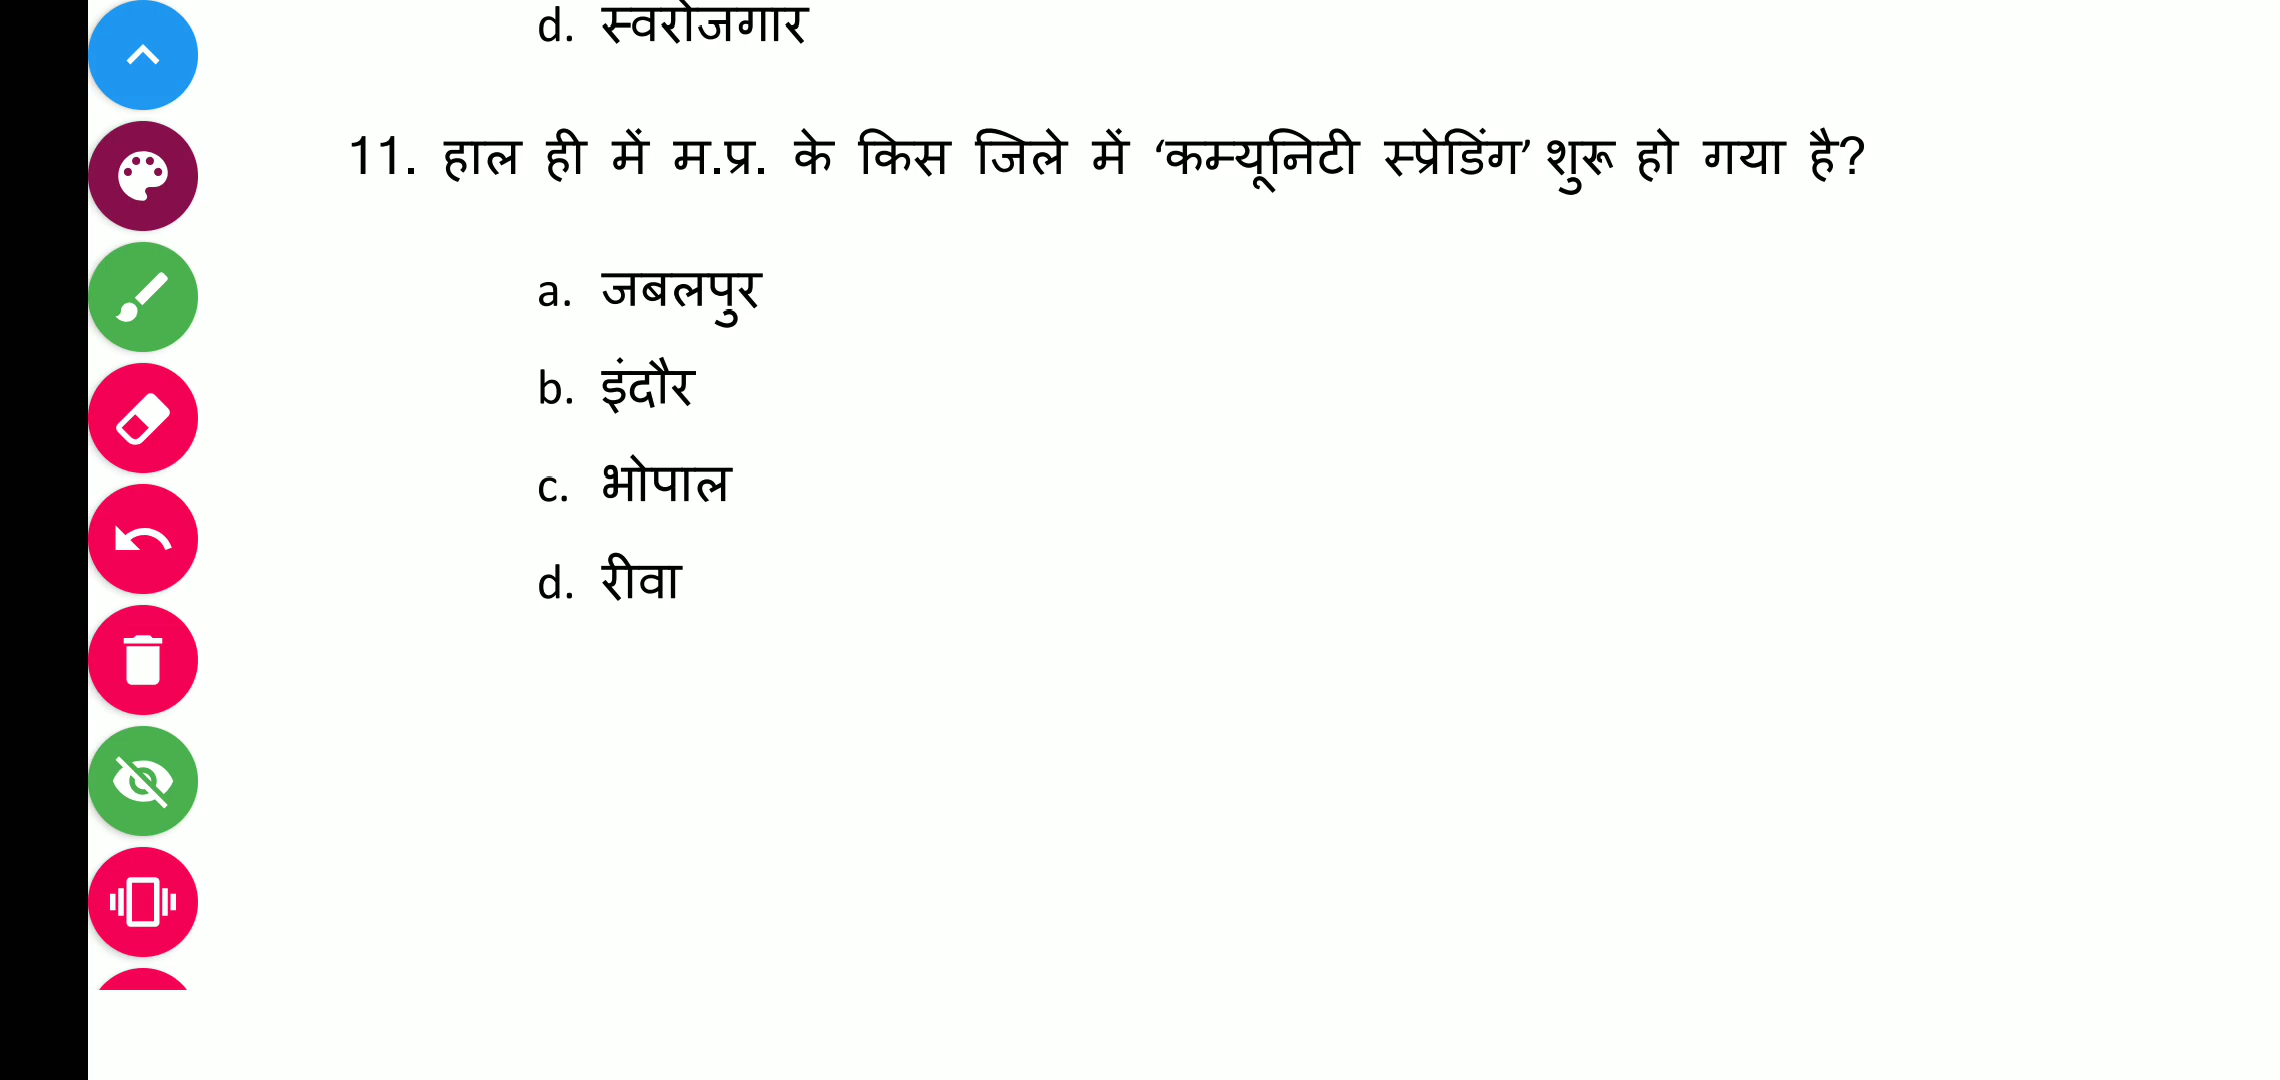 d. स्वरोजगार
11. हाल ही में म.प्र. के किस जिले में ‘कम्यूनिटी स्प्रेडिंग’ शुरू हो गया है?
a. जबलपुर
b. इंदौर
c. भोपाल
d. रीवा